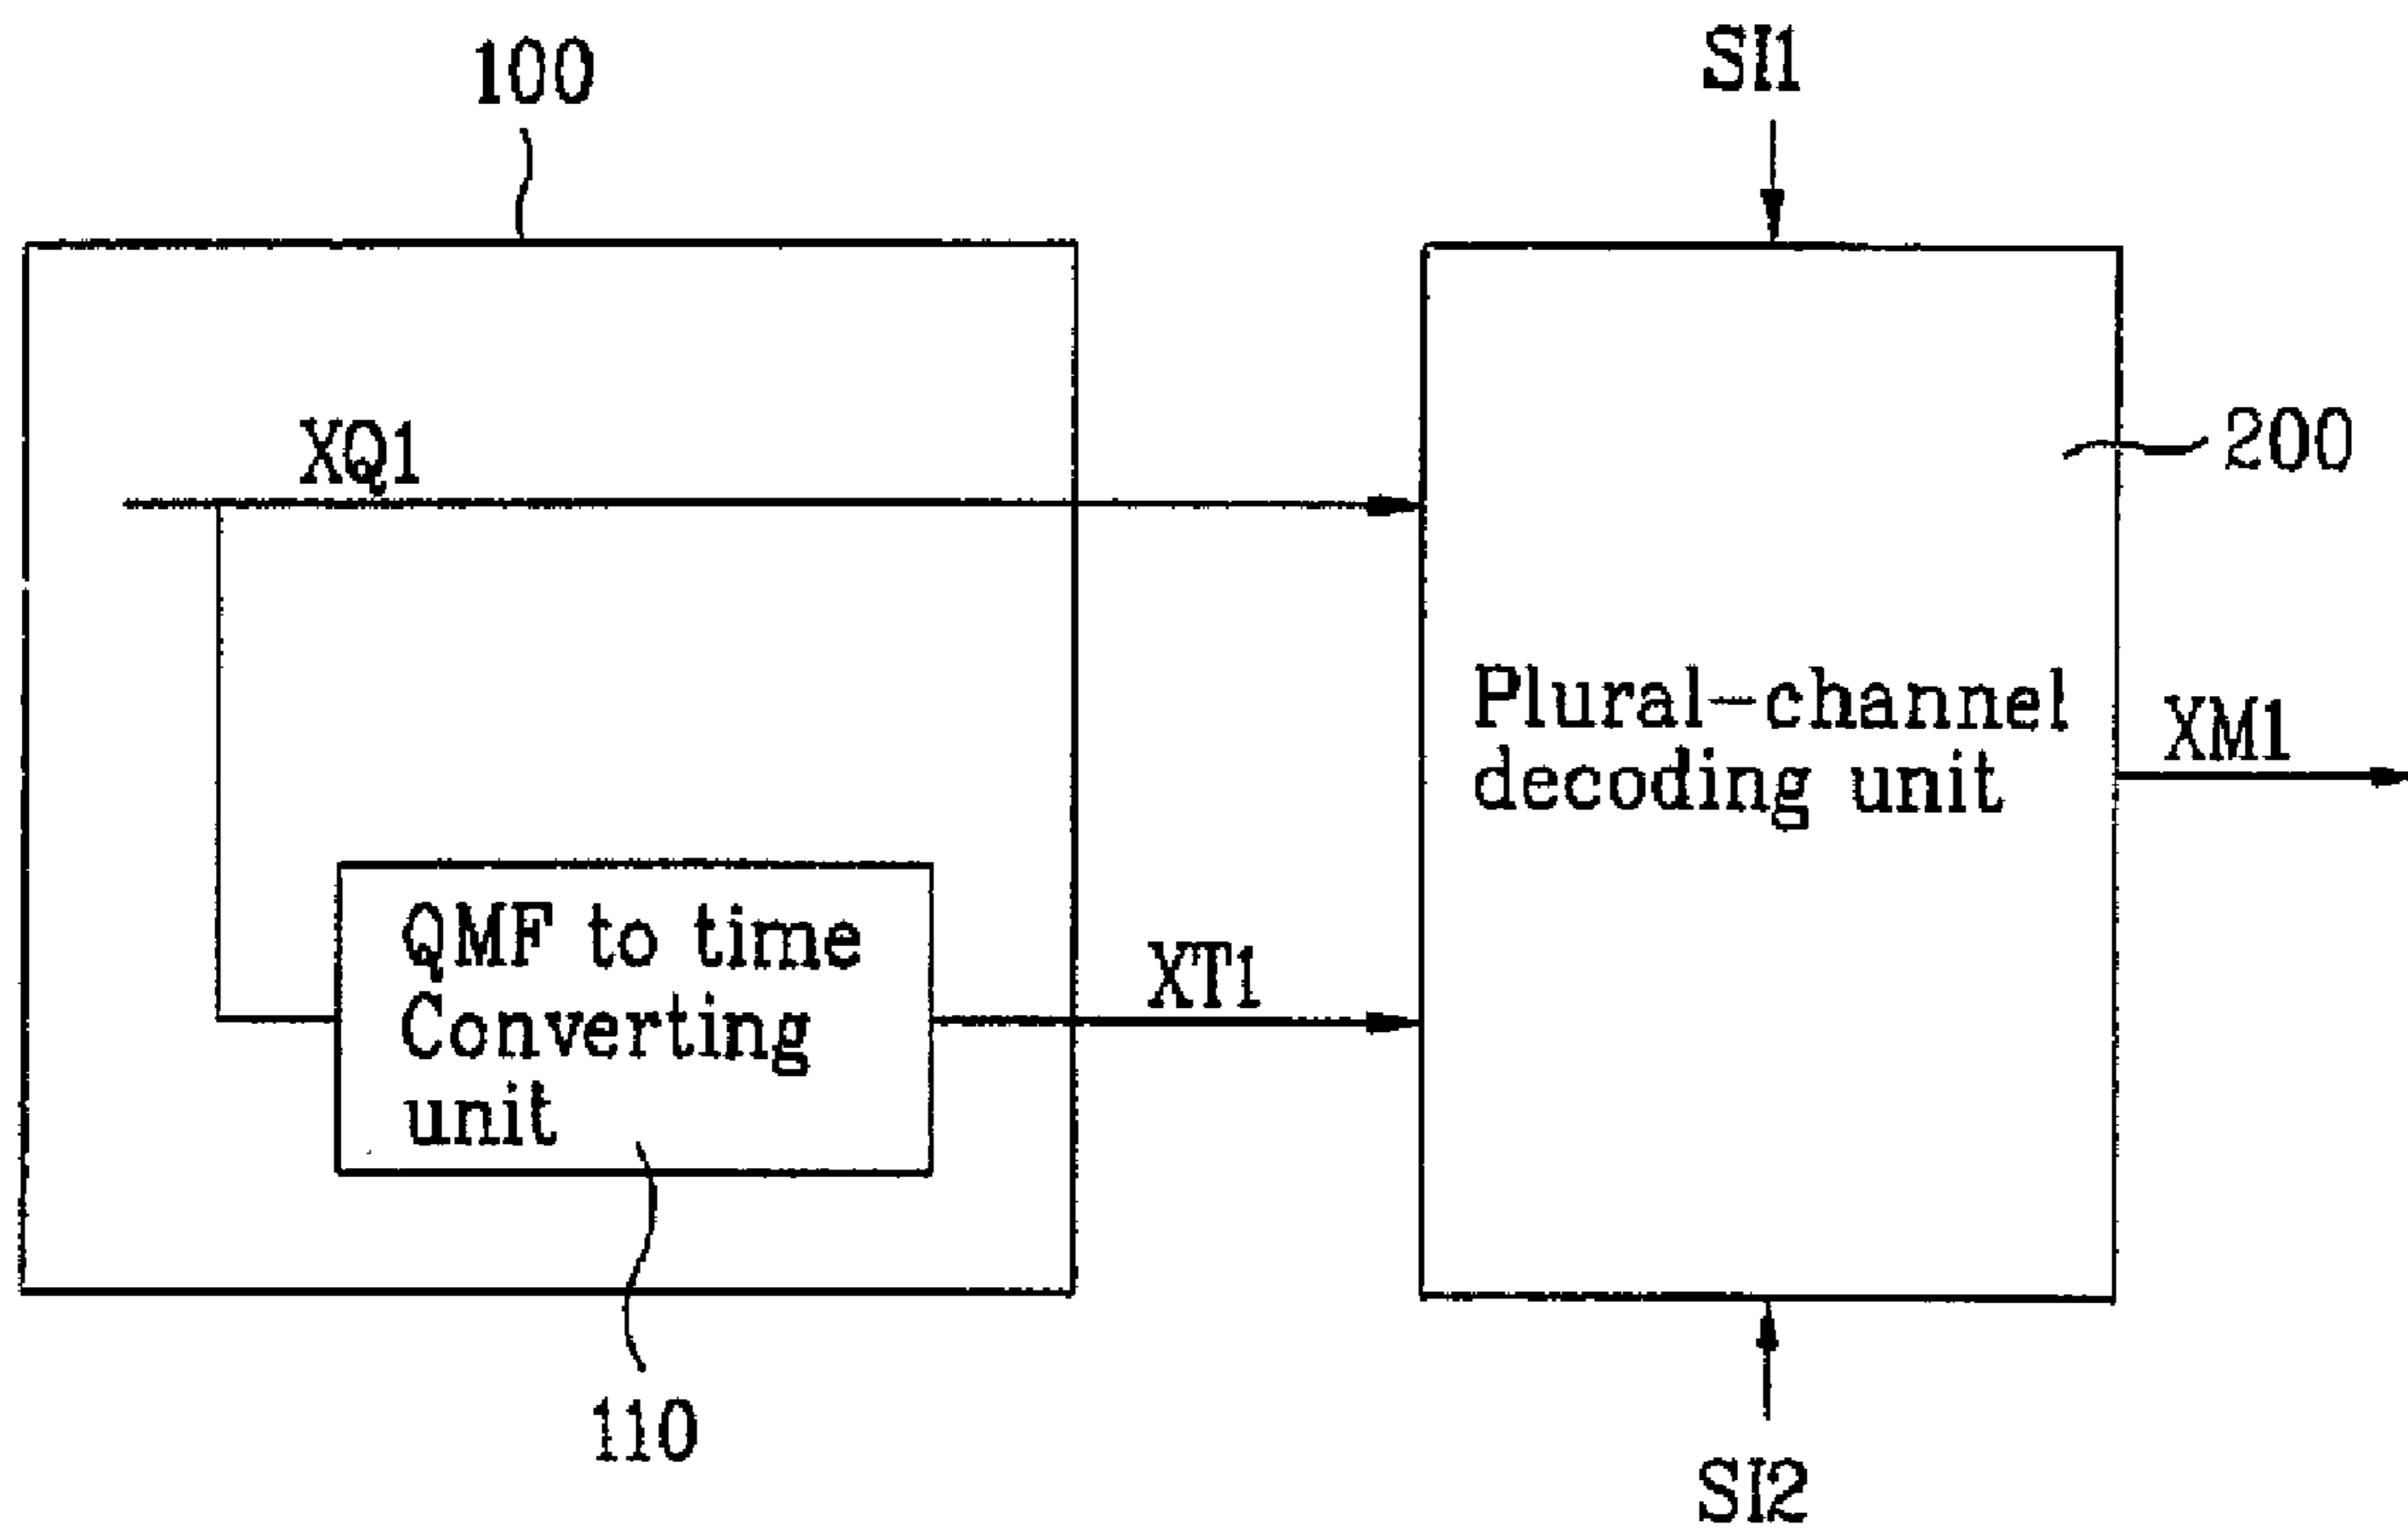 100
SI1
XQ1
200
Plural-channel
decoding unit
XM1
QMF to time
Converting
unit
XT1
110
SI2